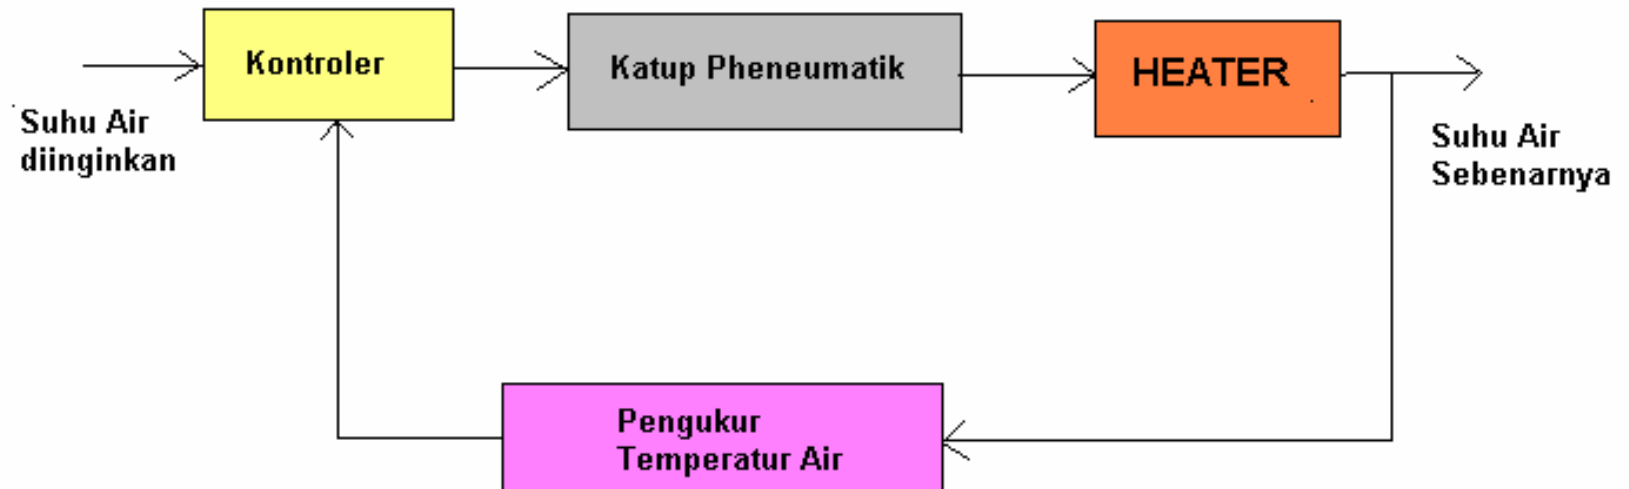 Kontroler
Katup Pheneumatik
HEATER
Suhu Air
diinginkan
Suhu Air
Sebenarnya
Pengukur
Temperatur Air